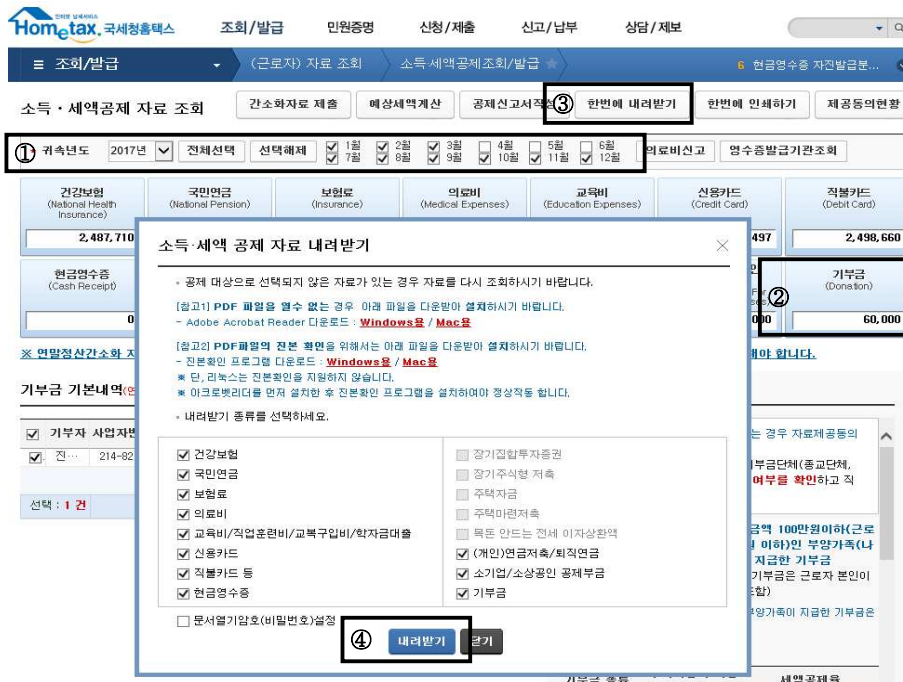 인터넷 납세서비스
Hometax. 국세청홈택스 조회/발급 민원증명 신청/제출 신고/납부 상담/제보
≡ 조회/발급 (근로자) 자료 조회 소득·세액공제조회/발급 ★ 6 현금영수증 자진발급분...
소득·세액공제 자료 조회 간소화자료 제출 예상세액계산 공제신고서작성 ③ 한번에 내려받기 한번에 인쇄하기 제공동의현황
① 귀속년도 2017년 전체선택 선택해제 1월 2월 3월 4월 5월 6월 의료비신고 영수증발급기관조회
7월 8월 9월 10월 11월 12월
건강보험 국민연금 보험료 의료비 교육비 신용카드 직불카드
(National Health Insurance) (National Pension) (Insurance) (Medical Expenses) (Education Expenses) (Credit Card) (Debit Card)
2,487,710 497 2,498,660
소득·세액 공제 자료 내려받기 ×
현금영수증 기부금
(Cash Receipt) ② (Donation)
0 000 60,000
- 공제 대상으로 선택되지 않은 자료가 있는 경우 자료를 다시 조회하시기 바랍니다.
[참고1] PDF 파일을 열수 없는 경우 아래 파일을 다운받아 설치하시기 바랍니다.
- Adobe Acrobat Reader 다운로드 : Windows용 / Mac용
[참고2] PDF파일의 진본 확인을 위해서는 아래 파일을 다운받아 설치하시기 바랍니다.
- 진본확인 프로그램 다운로드 : Windows용 / Mac용
※ 단, 리눅스는 진본확인을 지원하지 않습니다.
※ 아크로벳리더를 먼저 설치한 후 진본확인 프로그램을 설치하여야 정상작동 합니다.
- 내려받기 종류를 선택하세요.
건강보험 장기집합투자증권
국민연금 장기주식형 저축
보험료 주택자금
의료비 주택마련저축
교육비/직업훈련비/교복구입비/학자금대출 목돈 안드는 전세 이자상환액
신용카드 (개인)연금저축/퇴직연금
직불카드 등 소기업/소상공인 공제부금
현금영수증 기부금
문서열기암호(비밀번호)설정
④ 내려받기 닫기
※ 연말정산간소화 해야 합니다.
기부금 기본내역
기부자 사업자번
진… 214-82
선택 : 1 건
는 경우 자료제공동의
부금단체(종교단체,
여부를 확인하고 직
금액 100만원이하(근로
이하)인 부양가족(나
지급한 기부금
기부금은 근로자 본인이
부양가족이 지급한 기부금은
기부금 종류 세액공제율